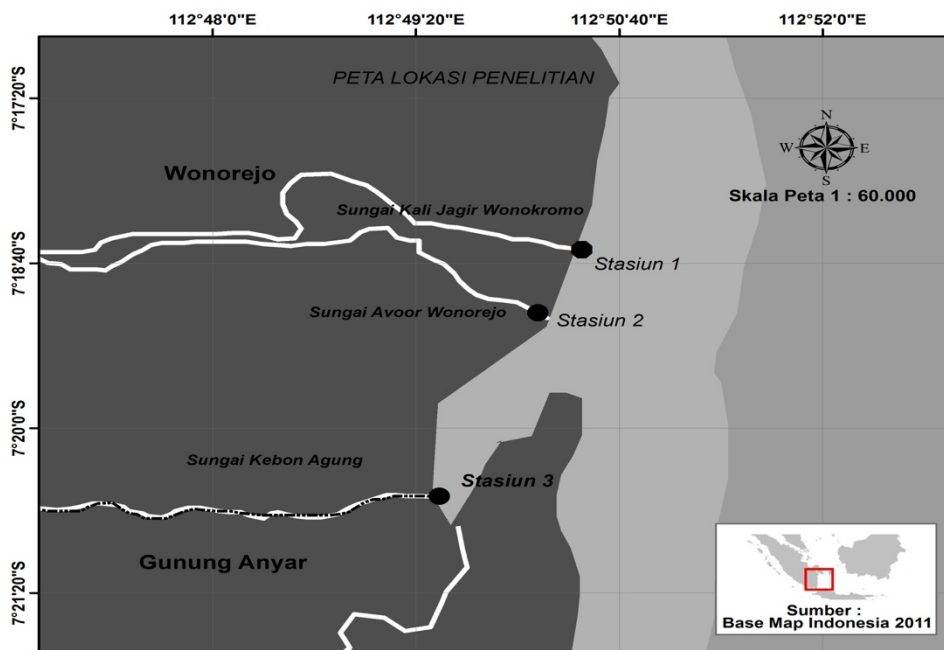 112°48'0"E
112°49'20"E
112°50'40"E
112°52'0"E
PETA LOKASI PENELITIAN
7°17'20"S
N
W E
S
Skala Peta 1 : 60.000
Wonorejo
Sungai Kali Jagir Wonokromo
7°18'40"S
Stasiun 1
Sungai Avoor Wonorejo
Stasiun 2
7°20'0"S
Sungai Kebon Agung
Stasiun 3
Gunung Anyar
7°21'20"S
Sumber :
Base Map Indonesia 2011